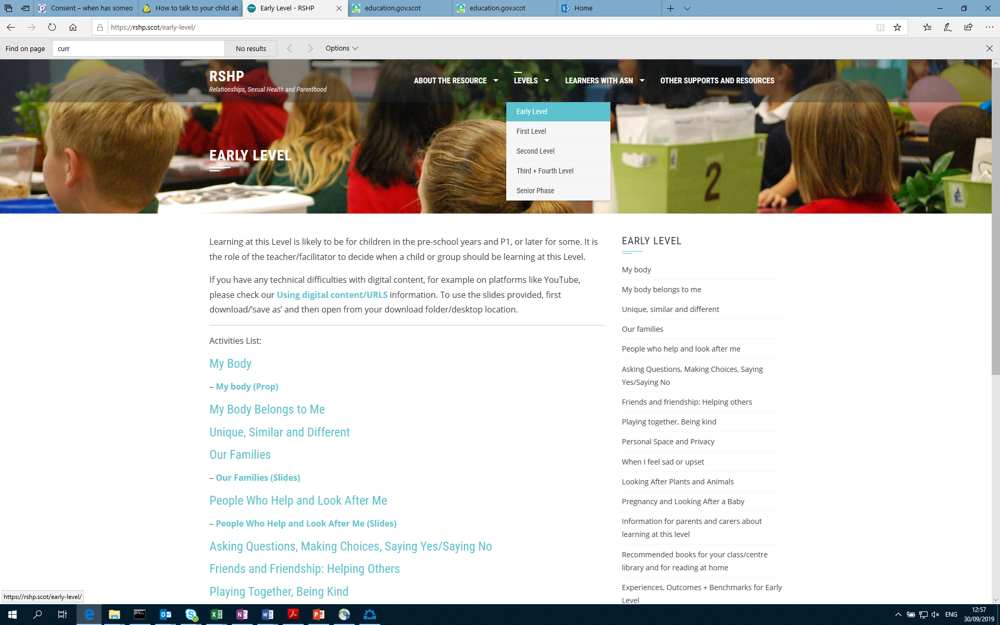 Consent – when has someo
How to talk to your child ab
Early Level - RSHP
education.gov.scot
education.gov.scot
Home
https://rshp.scot/early-level/
Find on page
curr
No results
Options
RSHP
Relationships, Sexual Health and Parenthood
ABOUT THE RESOURCE
LEVELS
LEARNERS WITH ASN
OTHER SUPPORTS AND RESOURCES
Early Level
First Level
Second Level
Third + Fourth Level
Senior Phase
EARLY LEVEL
2
Learning at this Level is likely to be for children in the pre-school years and P1, or later for some. It is
the role of the teacher/facilitator to decide when a child or group should be learning at this Level.
If you have any technical difficulties with digital content, for example on platforms like YouTube,
please check our Using digital content/URLS information. To use the slides provided, first
download/’save as’ and then open from your download folder/desktop location.
Activities List:
My Body
– My body (Prop)
My Body Belongs to Me
Unique, Similar and Different
Our Families
– Our Families (Slides)
People Who Help and Look After Me
– People Who Help and Look After Me (Slides)
Asking Questions, Making Choices, Saying Yes/Saying No
Friends and Friendship: Helping Others
Playing Together, Being Kind
EARLY LEVEL
My body
My body belongs to me
Unique, similar and different
Our families
People who help and look after me
Asking Questions, Making Choices, Saying
Yes/Saying No
Friends and friendship: Helping others
Playing together, Being kind
Personal Space and Privacy
When I feel sad or upset
Looking After Plants and Animals
Pregnancy and Looking After a Baby
Information for parents and carers about
learning at this level
Recommended books for your class/centre
library and for reading at home
Experiences, Outcomes + Benchmarks for Early
Level
https://rshp.scot/early-level/
ENG
12:57
30/09/2019